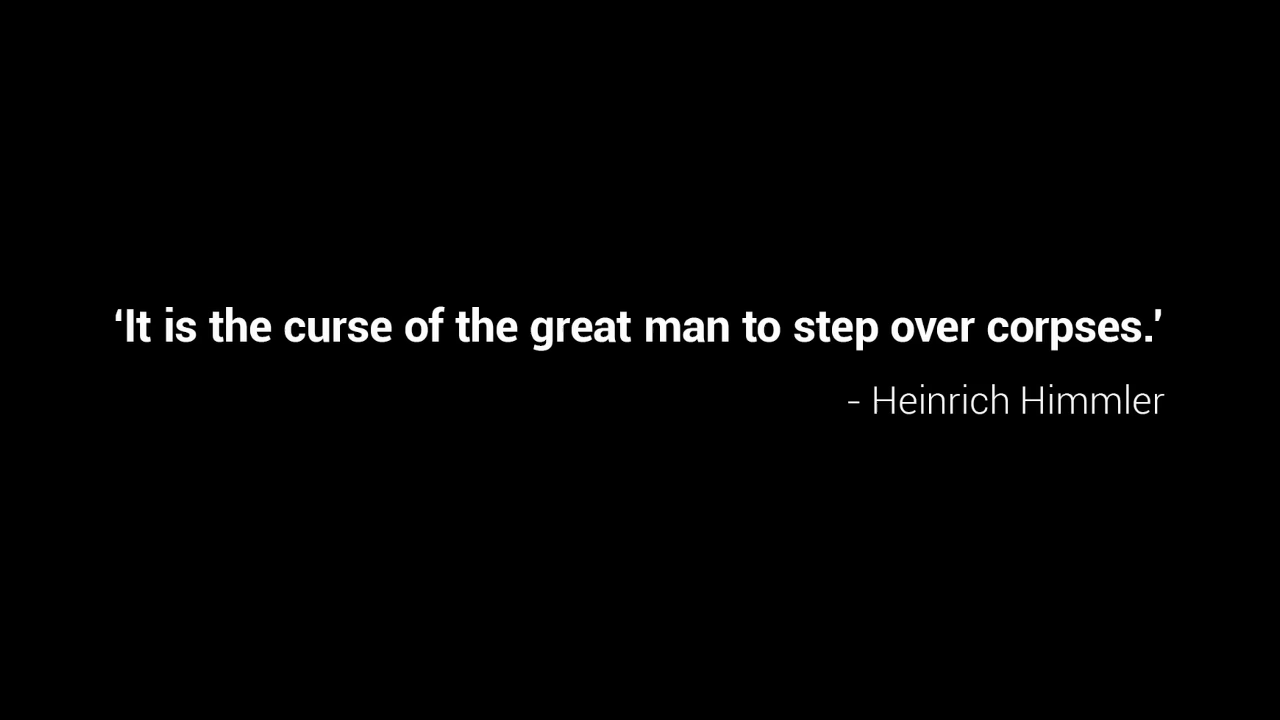 ‘It is the curse of the great man to step over corpses.’
- Heinrich Himmler